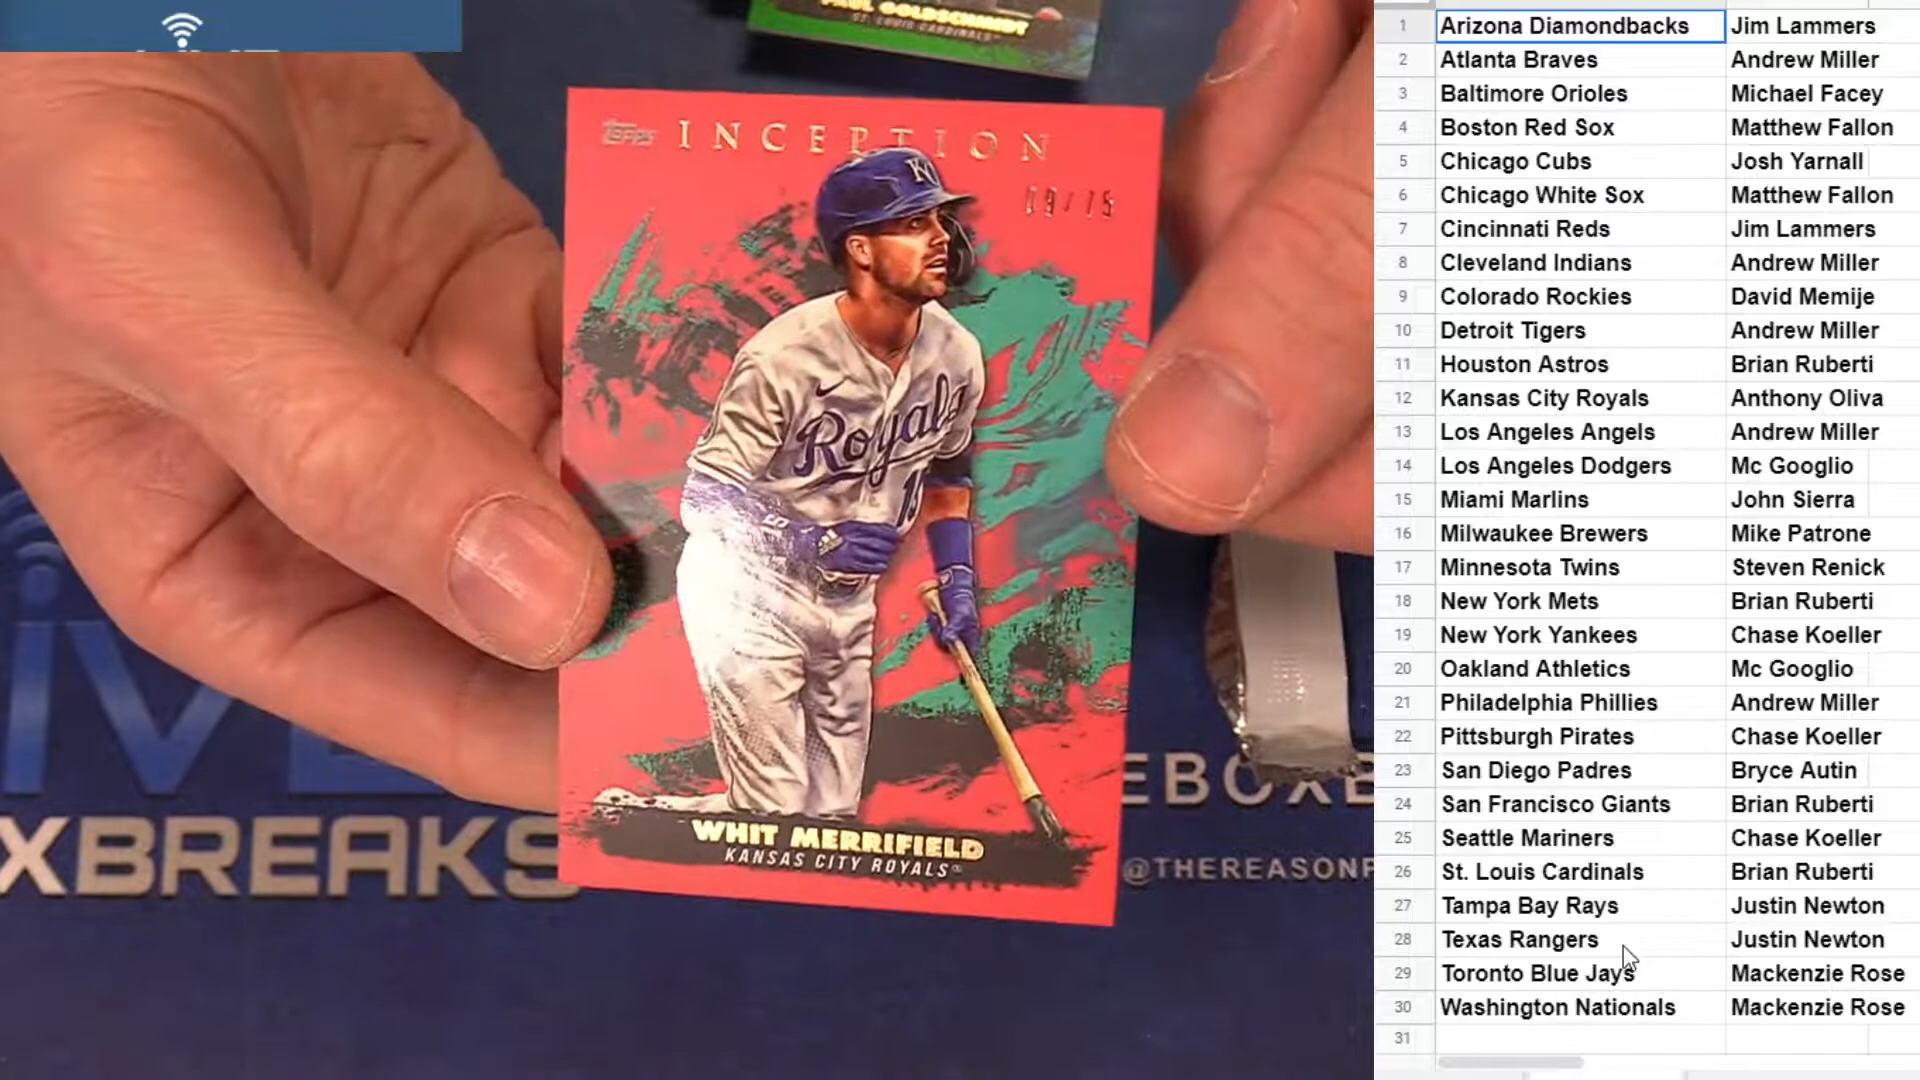 PAUL GOLDSCHMIDT
ST. LOUIS CARDINALS
TOPPS INCEPTION
09/75
Royals
15
WHIT MERRIFIELD
KANSAS CITY ROYALS
XBREAKS
EBOXB
@THEREASONF
1 Arizona Diamondbacks Jim Lammers
2 Atlanta Braves Andrew Miller
3 Baltimore Orioles Michael Facey
4 Boston Red Sox Matthew Fallon
5 Chicago Cubs Josh Yarnall
6 Chicago White Sox Matthew Fallon
7 Cincinnati Reds Jim Lammers
8 Cleveland Indians Andrew Miller
9 Colorado Rockies David Memije
10 Detroit Tigers Andrew Miller
11 Houston Astros Brian Ruberti
12 Kansas City Royals Anthony Oliva
13 Los Angeles Angels Andrew Miller
14 Los Angeles Dodgers Mc Googlio
15 Miami Marlins John Sierra
16 Milwaukee Brewers Mike Patrone
17 Minnesota Twins Steven Renick
18 New York Mets Brian Ruberti
19 New York Yankees Chase Koeller
20 Oakland Athletics Mc Googlio
21 Philadelphia Phillies Andrew Miller
22 Pittsburgh Pirates Chase Koeller
23 San Diego Padres Bryce Autin
24 San Francisco Giants Brian Ruberti
25 Seattle Mariners Chase Koeller
26 St. Louis Cardinals Brian Ruberti
27 Tampa Bay Rays Justin Newton
28 Texas Rangers Justin Newton
29 Toronto Blue Jays Mackenzie Rose
30 Washington Nationals Mackenzie Rose
31